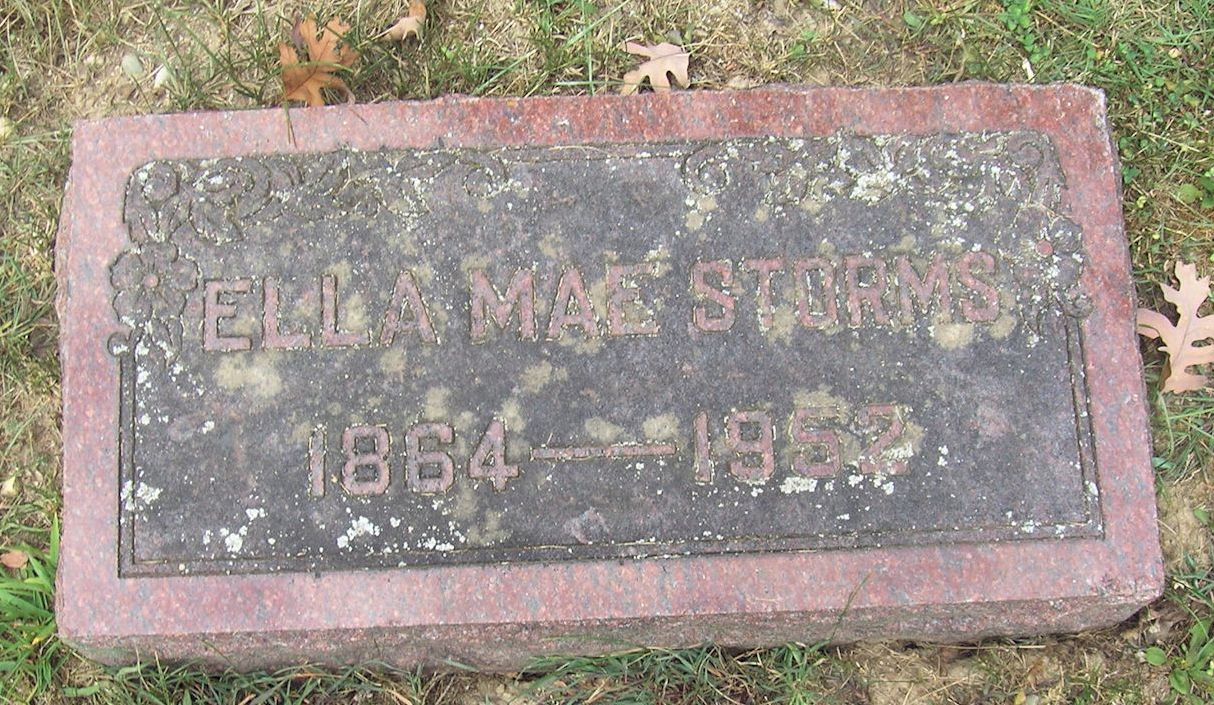 ELLA MAE STORMS
1864—1952